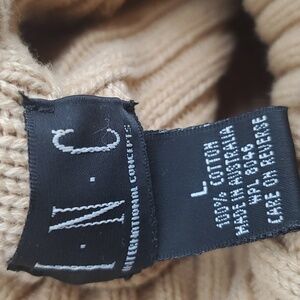 I·N·C
INTERNATIONAL CONCEPTS
L
100% COTTON
MADE IN AUSTRALIA
WPL 8046
CARE ON REVERSE